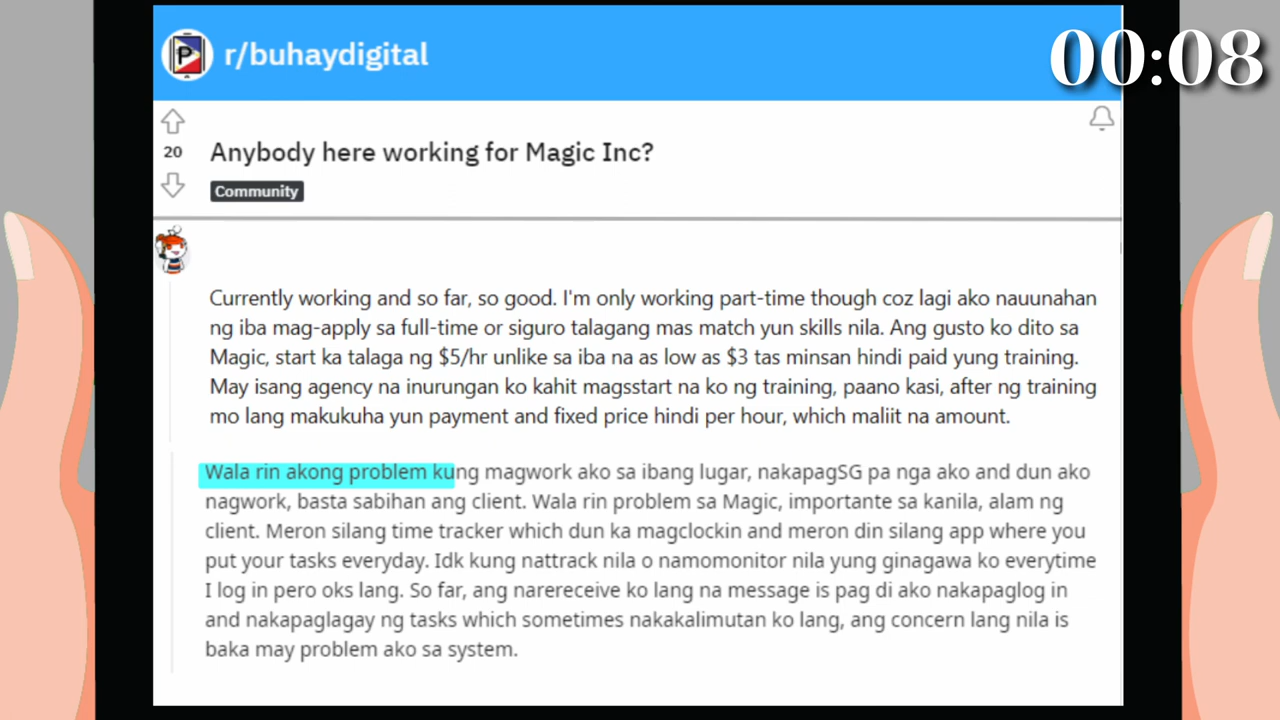 r/buhaydigital
00:08
20
Anybody here working for Magic Inc?
Community
Currently working and so far, so good. I'm only working part-time though coz lagi ako nauunahan
ng iba mag-apply sa full-time or siguro talagang mas match yun skills nila. Ang gusto ko dito sa
Magic, start ka talaga ng $5/hr unlike sa iba na as low as $3 tas minsan hindi paid yung training.
May isang agency na inurungan ko kahit magsstart na ko ng training, paano kasi, after ng training
mo lang makukuha yun payment and fixed price hindi per hour, which maliit na amount.
Wala rin akong problem kung magwork ako sa ibang lugar, nakapagSG pa nga ako and dun ako
nagwork, basta sabihan ang client. Wala rin problem sa Magic, importante sa kanila, alam ng
client. Meron silang time tracker which dun ka magclockin and meron din silang app where you
put your tasks everyday. Idk kung nattrack nila o namomonitor nila yung ginagawa ko everytime
I log in pero oks lang. So far, ang narereceive ko lang na message is pag di ako nakapaglog in
and nakapaglagay ng tasks which sometimes nakakalimutan ko lang, ang concern lang nila is
baka may problem ako sa system.